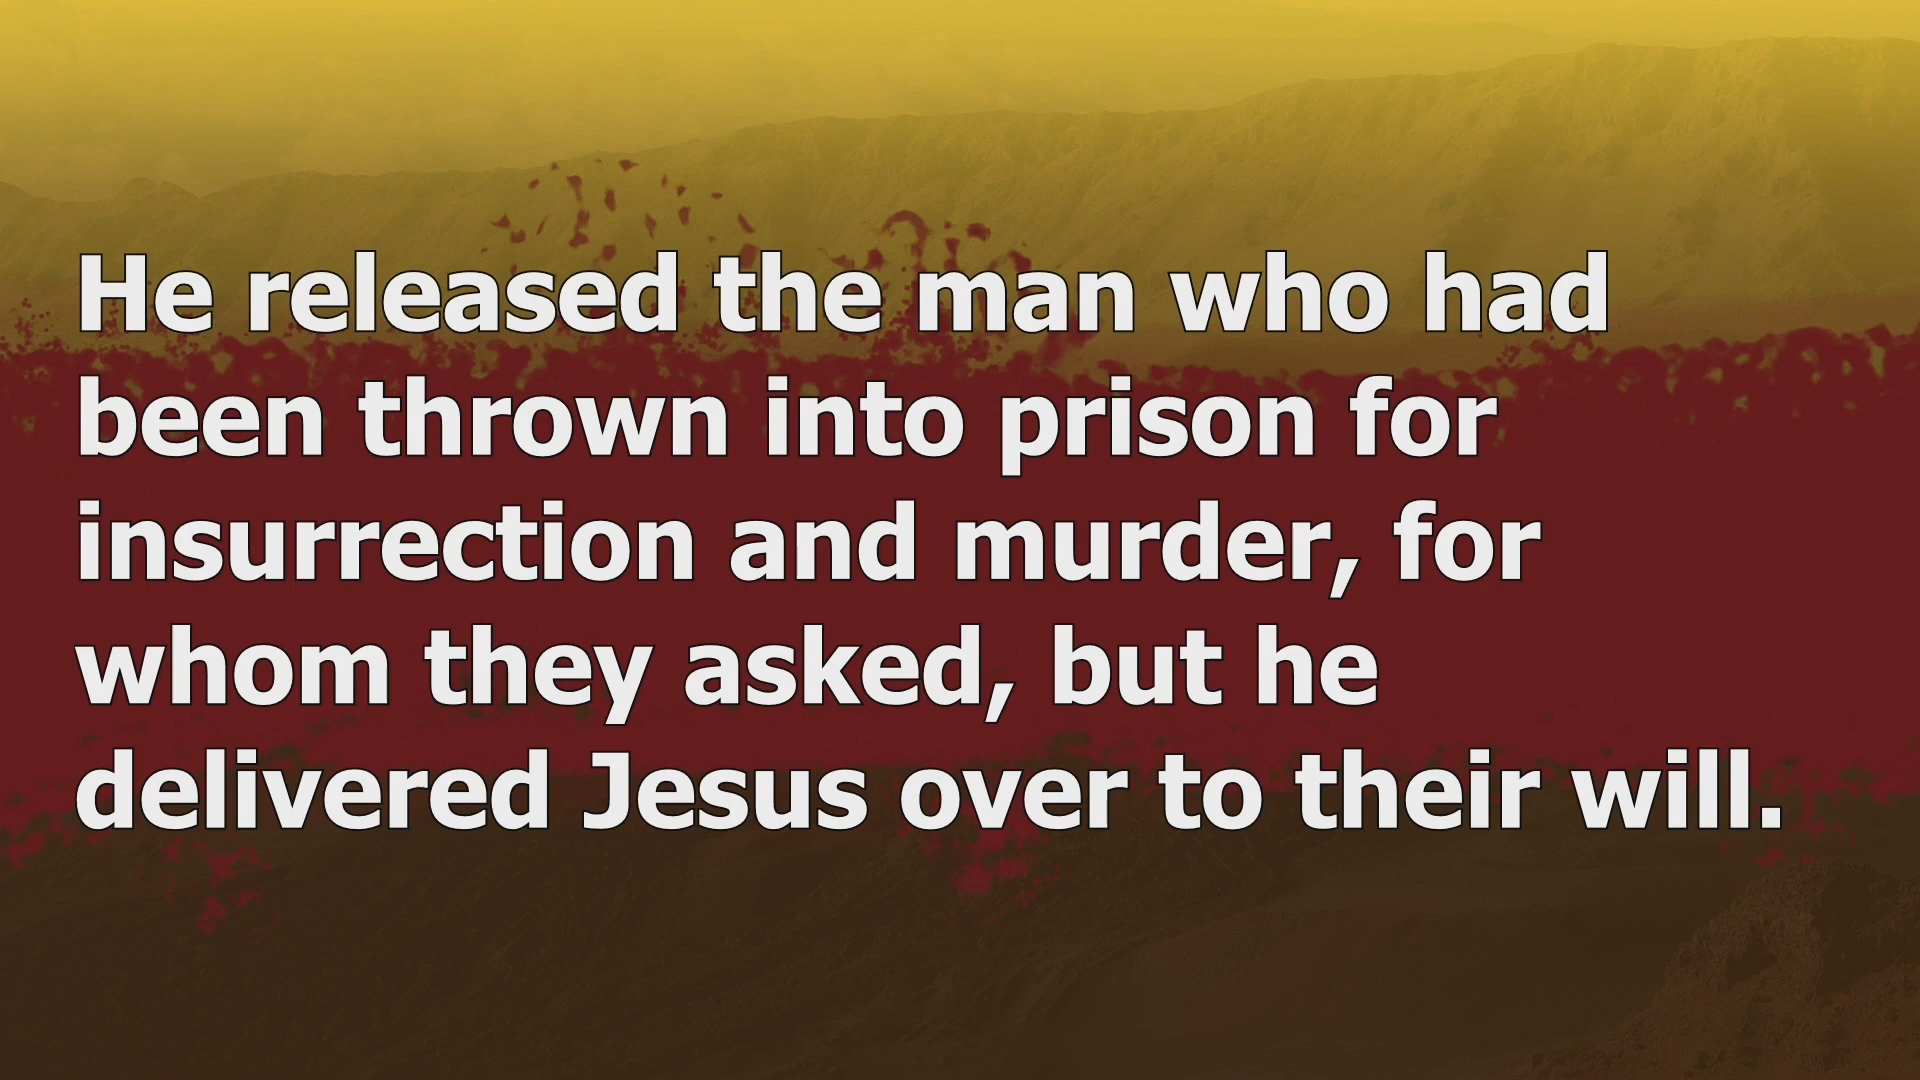 He released the man who had
been thrown into prison for
insurrection and murder, for
whom they asked, but he
delivered Jesus over to their will.